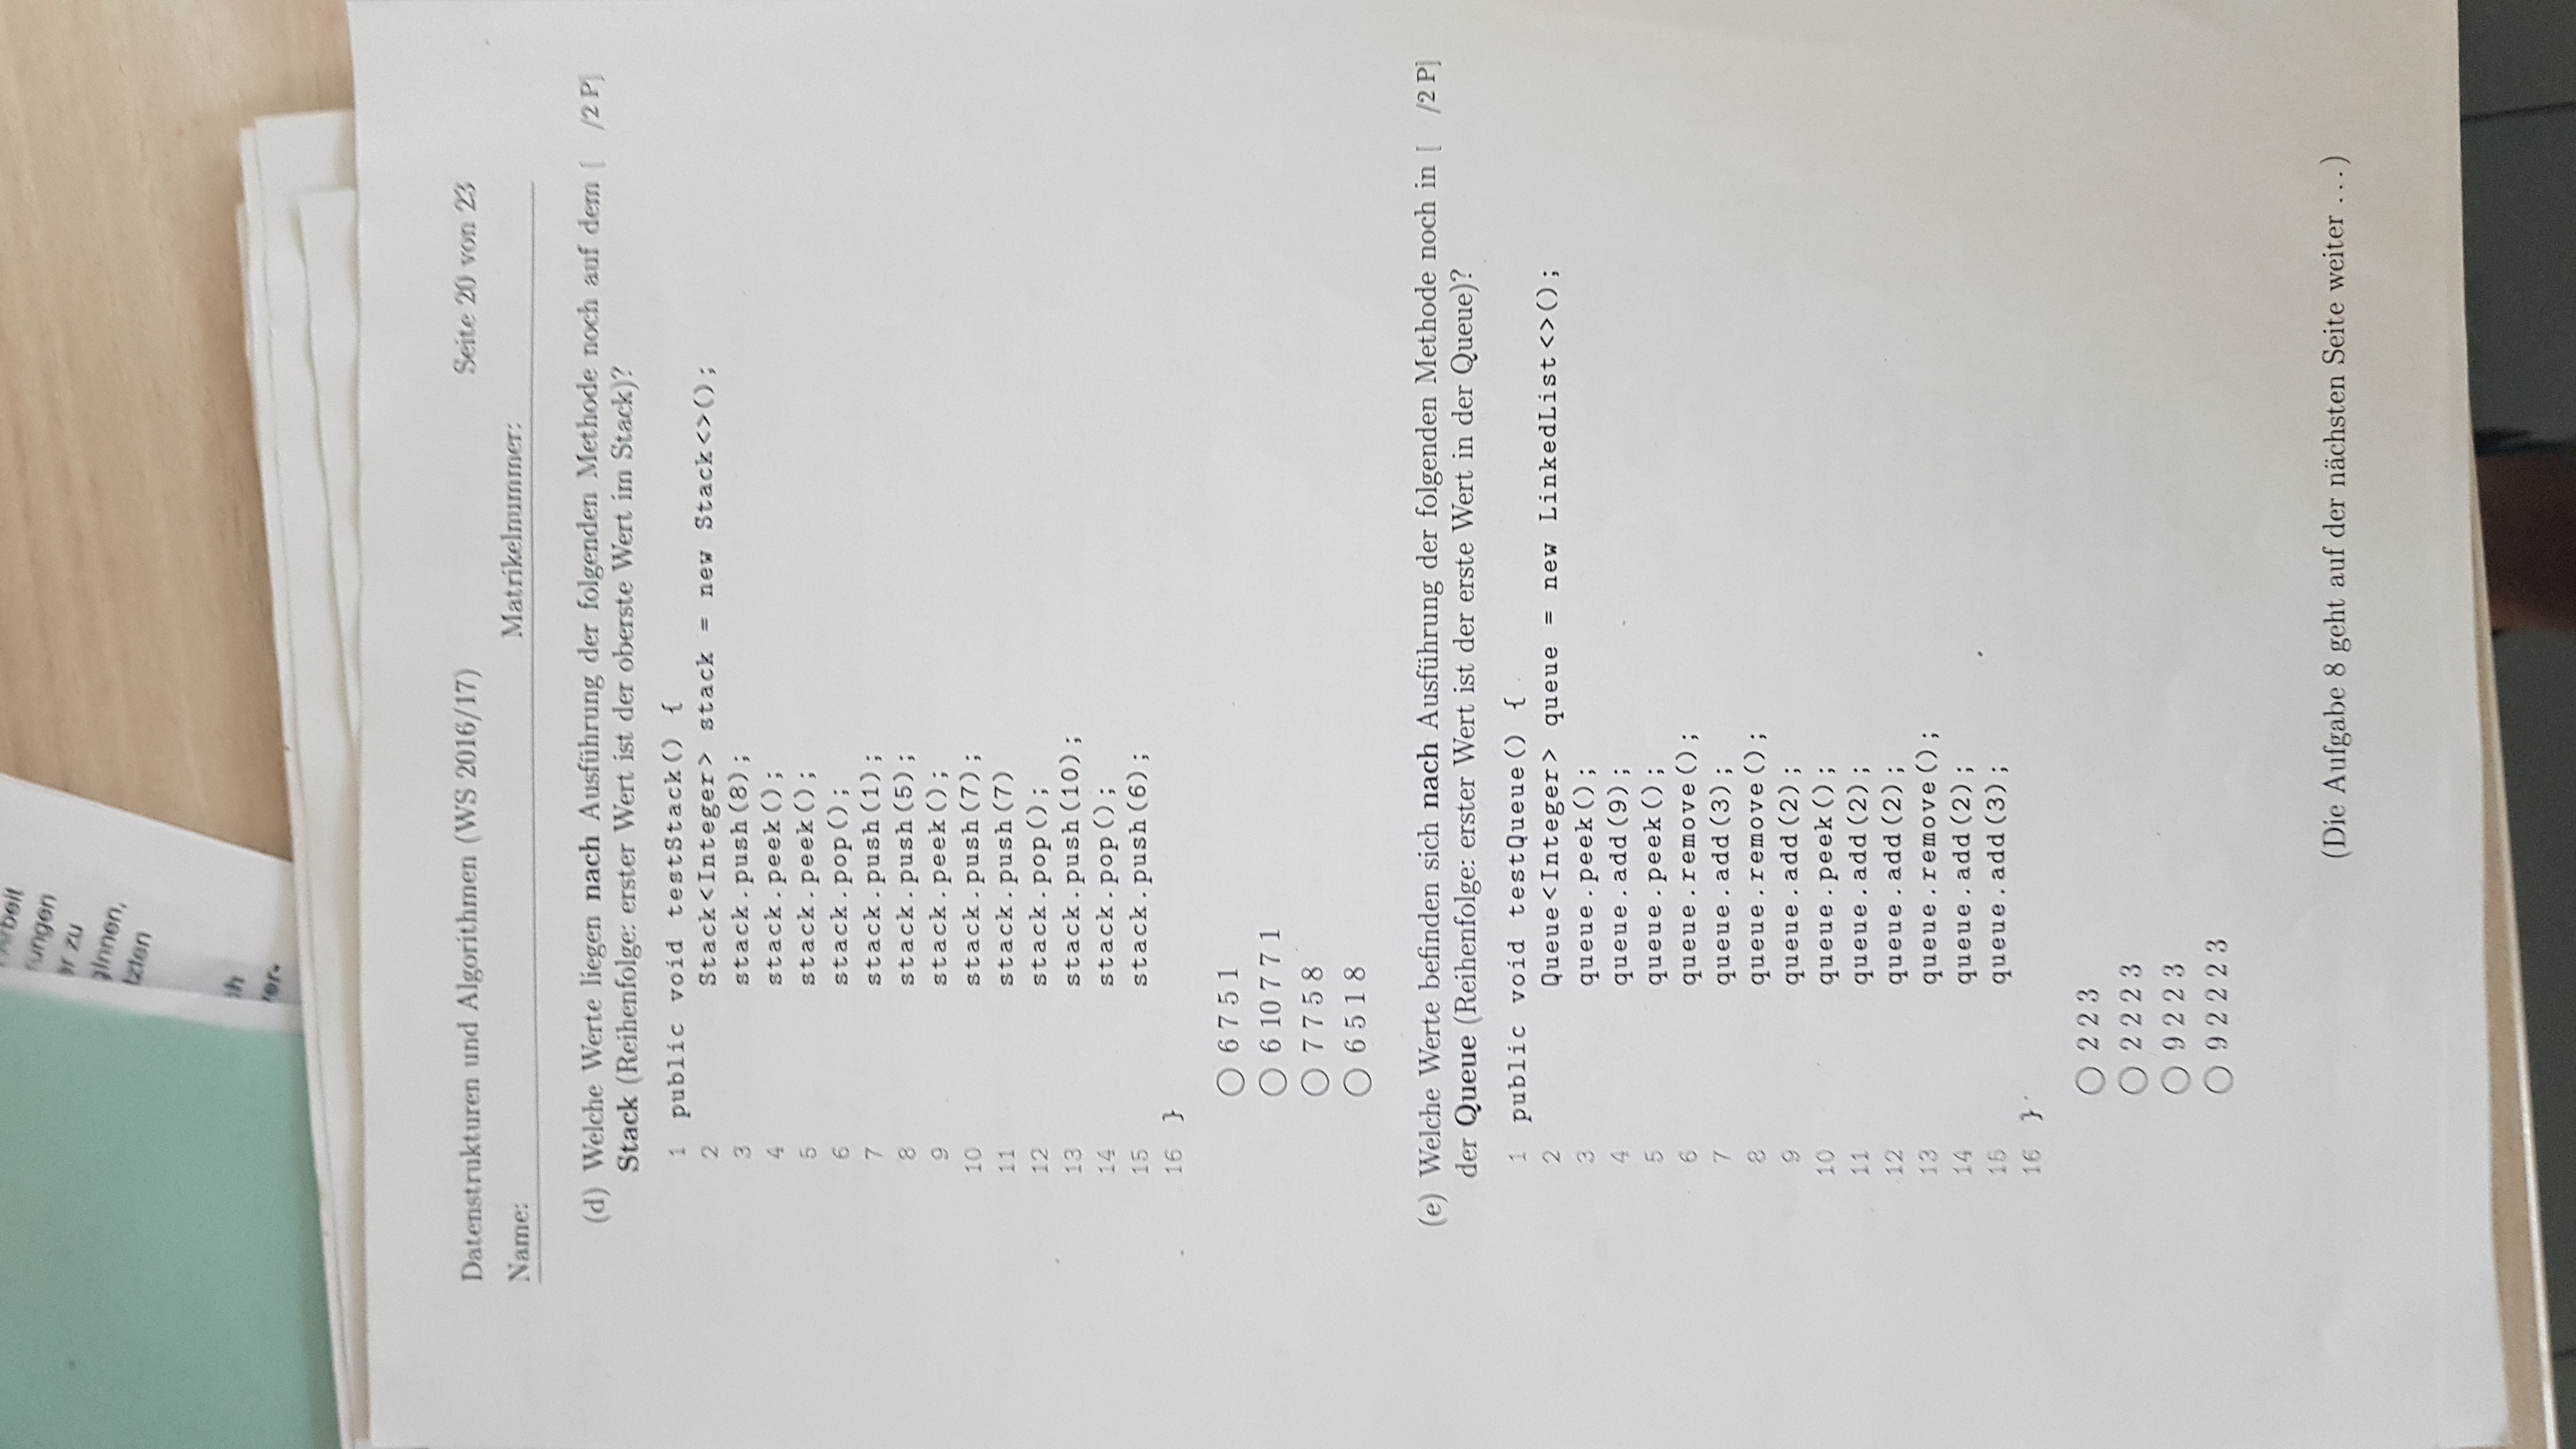 rbeit
rungen
er zu
ginnen,
tzten
ch
ver-
Datenstrukturen und Algorithmen (WS 2016/17) Seite 20 von 23
Name: Matrikelnummer:
(d) Welche Werte liegen nach Ausführung der folgenden Methode noch auf dem [ /2 P]
Stack (Reihenfolge: erster Wert ist der oberste Wert im Stack)?
1 public void testStack() {
2 Stack<Integer> stack = new Stack<>();
3 stack.push(8);
4 stack.peek();
5 stack.peek();
6 stack.pop();
7 stack.push(1);
8 stack.push(5);
9 stack.peek();
10 stack.push(7);
11 stack.push(7)
12 stack.pop();
13 stack.push(10);
14 stack.pop();
15 stack.push(6);
16 }
6 7 5 1
6 10 7 7 1
7 7 5 8
6 5 1 8
(e) Welche Werte befinden sich nach Ausführung der folgenden Methode noch in [ /2 P]
der Queue (Reihenfolge: erster Wert ist der erste Wert in der Queue)?
1 public void testQueue() {
2 Queue<Integer> queue = new LinkedList<>();
3 queue.peek();
4 queue.add(9);
5 queue.peek();
6 queue.remove();
7 queue.add(3);
8 queue.remove();
9 queue.add(2);
10 queue.peek();
11 queue.add(2);
12 queue.add(2);
13 queue.remove();
14 queue.add(2);
15 queue.add(3);
16 }
2 2 3
2 2 2 3
9 2 2 3
9 2 2 2 3
(Die Aufgabe 8 geht auf der nächsten Seite weiter ...)